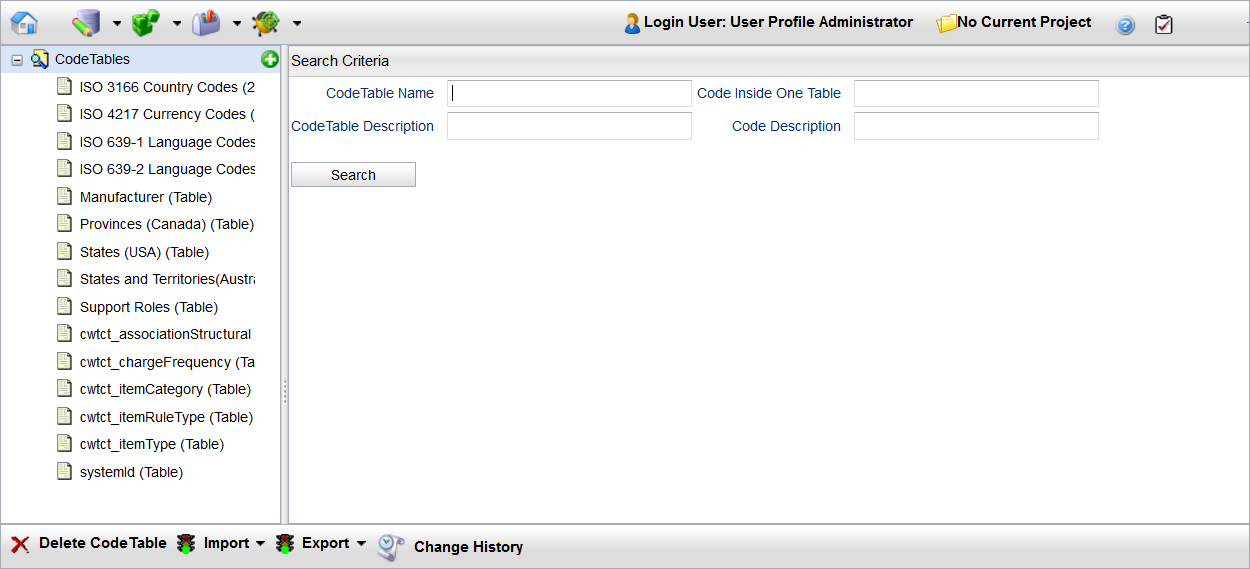 Login User: User Profile Administrator
No Current Project
CodeTables
ISO 3166 Country Codes (2
ISO 4217 Currency Codes (
ISO 639-1 Language Codes
ISO 639-2 Language Codes
Manufacturer (Table)
Provinces (Canada) (Table)
States (USA) (Table)
States and Territories(Austra
Support Roles (Table)
cwtct_associationStructural
cwtct_chargeFrequency (Ta
cwtct_itemCategory (Table)
cwtct_itemRuleType (Table)
cwtct_itemType (Table)
systemId (Table)
Search Criteria
CodeTable Name
Code Inside One Table
CodeTable Description
Code Description
Search
Delete CodeTable
Import
Export
Change History